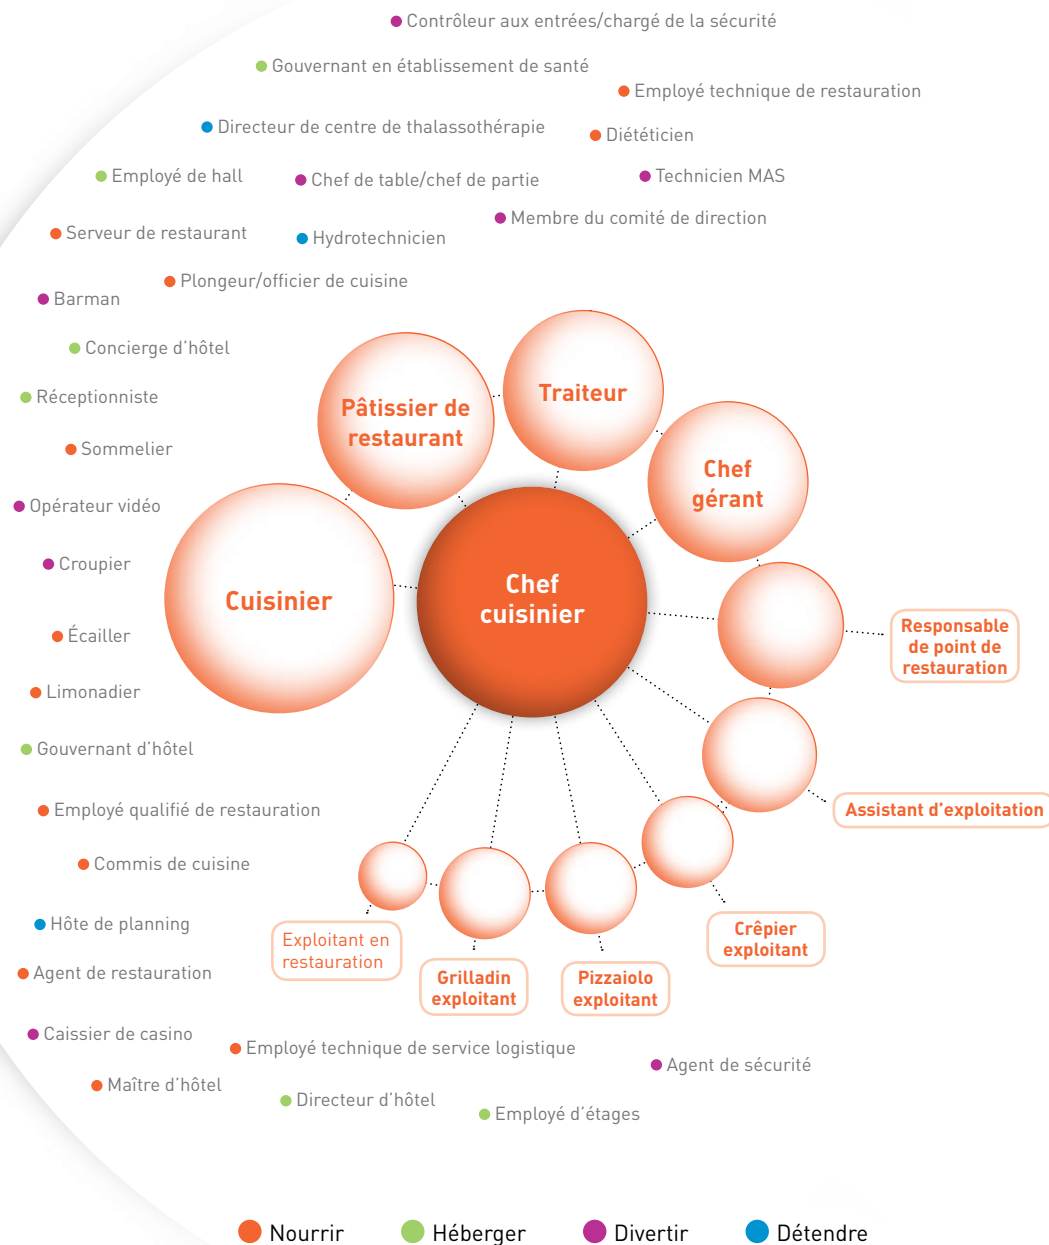 Contrôleur aux entrées/chargé de la sécurité
Gouvernant en établissement de santé
Employé technique de restauration
Directeur de centre de thalassothérapie
Diététicien
Employé de hall
Chef de table/chef de partie
Technicien MAS
Membre du comité de direction
Serveur de restaurant
Hydrotechnicien
Plongeur/officier de cuisine
Barman
Concierge d'hôtel
Réceptionniste
Sommelier
Opérateur vidéo
Croupier
Écailler
Limonadier
Gouvernant d'hôtel
Employé qualifié de restauration
Commis de cuisine
Hôte de planning
Agent de restauration
Caissier de casino
Pâtissier de
restaurant
Traiteur
Chef
gérant
Cuisinier
Chef
cuisinier
Responsable
de point de
restauration
Assistant d'exploitation
Crêpier
exploitant
Pizzaiolo
exploitant
Grilladin
exploitant
Exploitant en
restauration
Employé technique de service logistique
Agent de sécurité
Maître d'hôtel
Directeur d'hôtel
Employé d'étages
Nourrir
Héberger
Divertir
Détendre